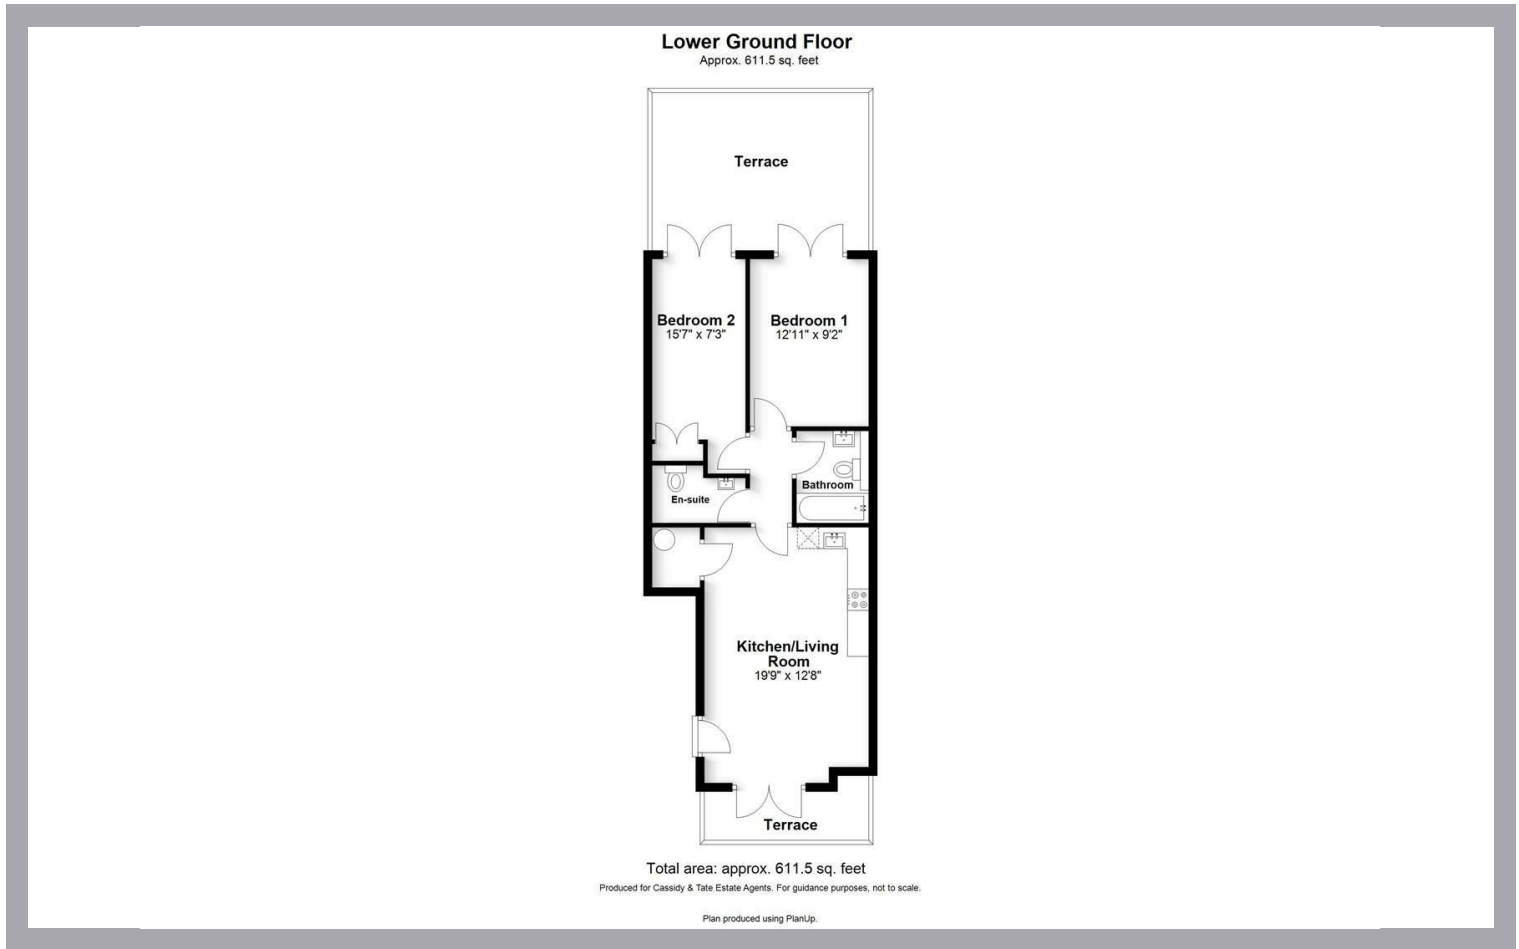 Lower Ground Floor
Approx. 611.5 sq. feet
Terrace
Bedroom 2
15'7" x 7'3"
Bedroom 1
12'11" x 9'2"
En-suite
Bathroom
Kitchen/Living
Room
19'9" x 12'8"
Terrace
Total area: approx. 611.5 sq. feet
Produced for Cassidy & Tate Estate Agents. For guidance purposes, not to scale.
Plan produced using PlanUp.